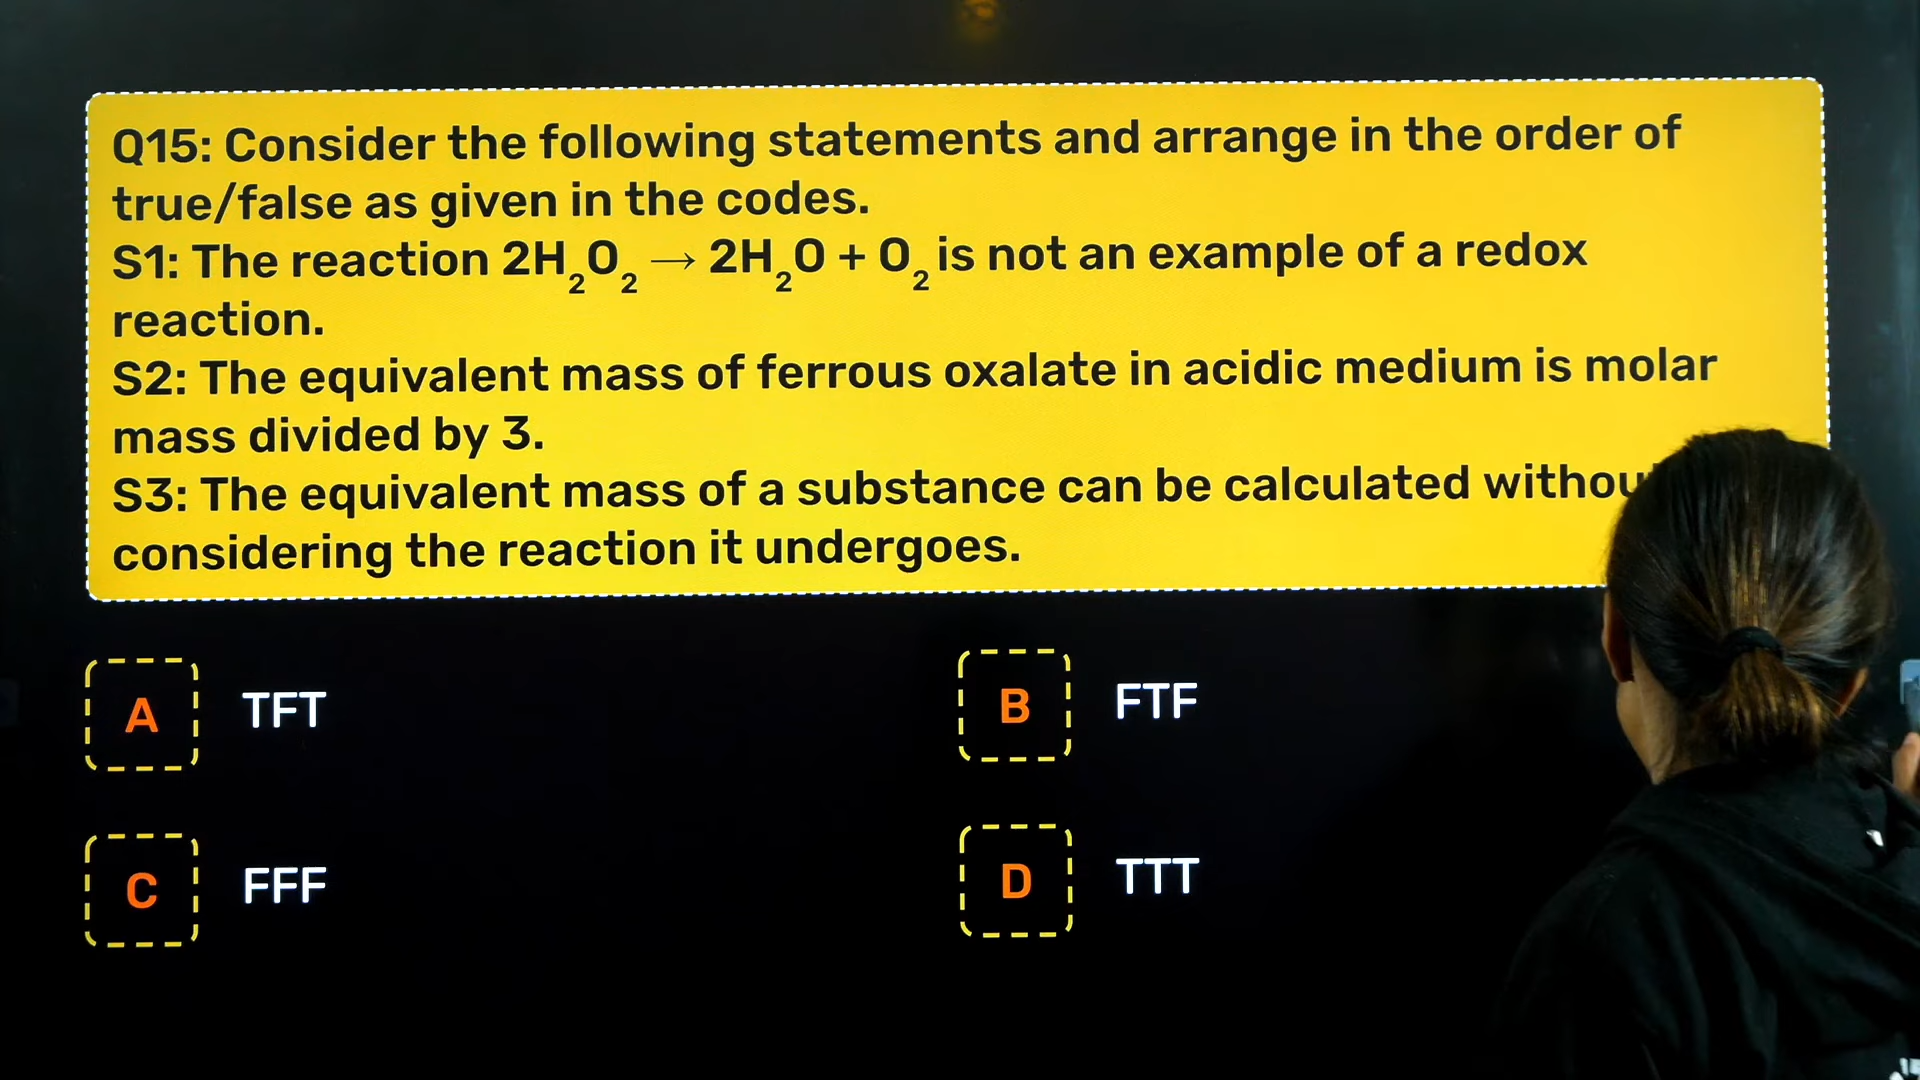 Q15: Consider the following statements and arrange in the order of
true/false as given in the codes.
S1: The reaction 2H₂O₂ → 2H₂O + O₂ is not an example of a redox
reaction.
S2: The equivalent mass of ferrous oxalate in acidic medium is molar
mass divided by 3.
S3: The equivalent mass of a substance can be calculated
considering the reaction it undergoes.
A TFT
B FTF
C FFF
D TTT